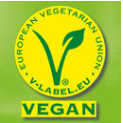 EUROPEAN VEGETARIAN UNION
• V-LABEL.EU •
VEGAN